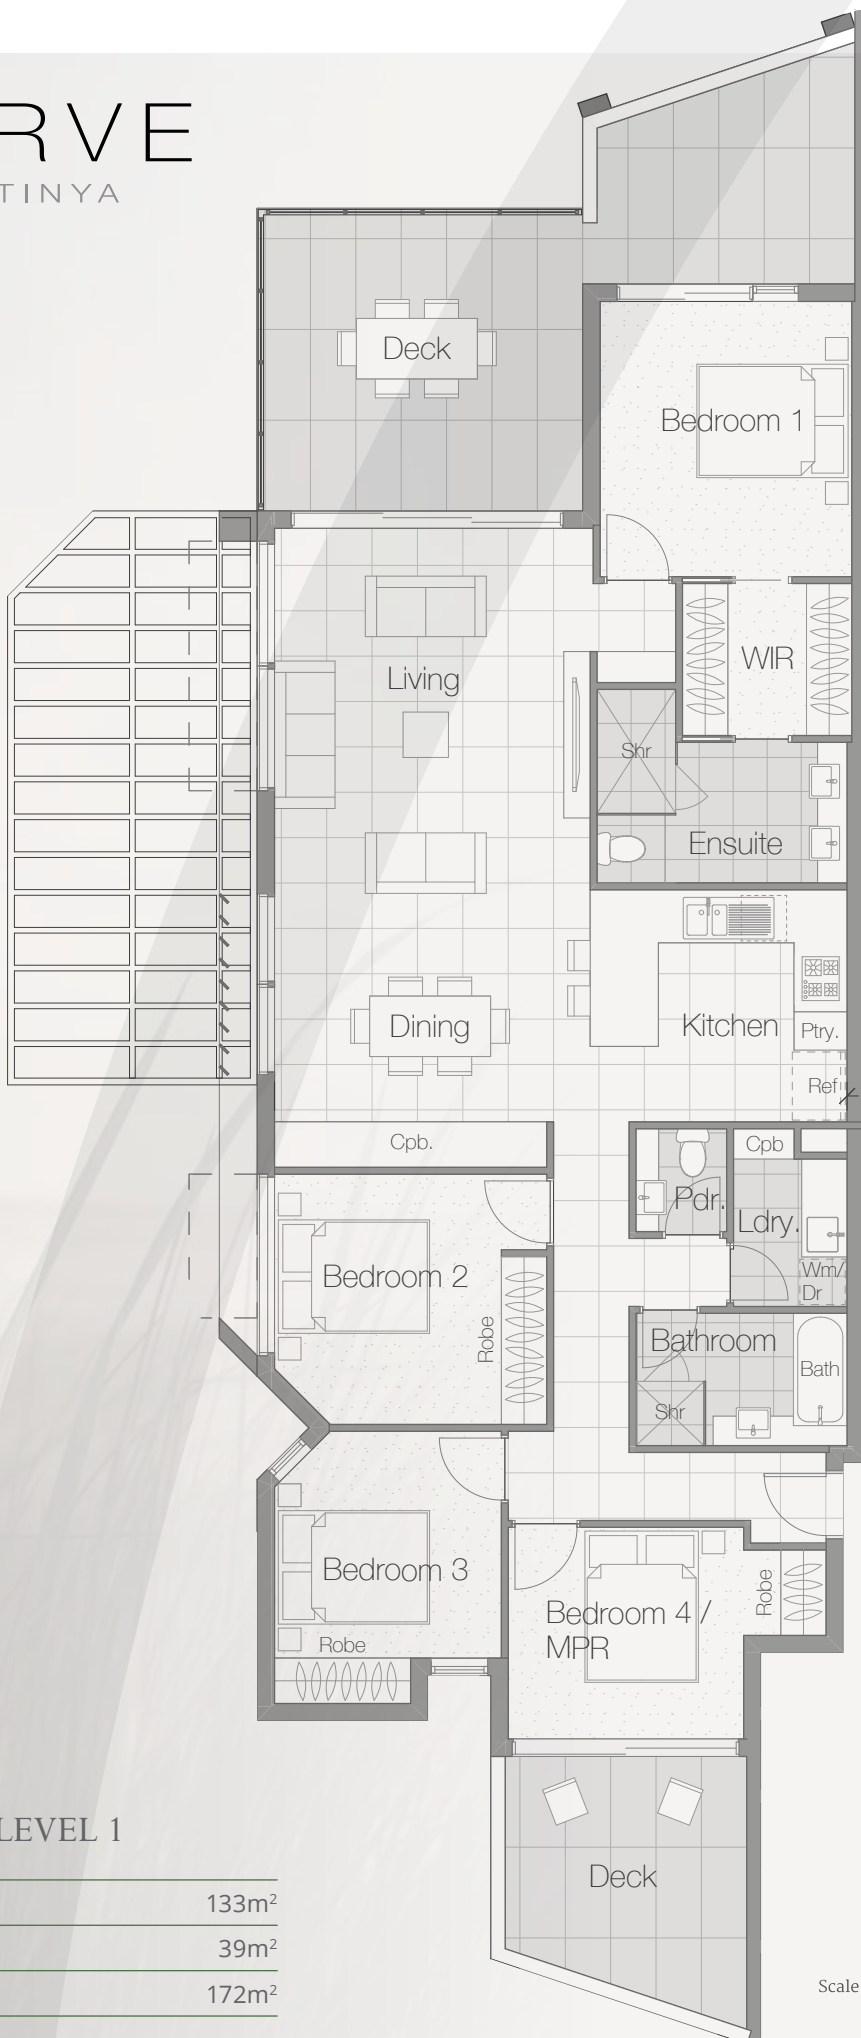 RVE
TINYA
Deck
Bedroom 1
WIR
Living
Shr
Ensuite
Dining
Kitchen
Ptry.
Ref
Cpb.
Cpb
Pdr.
Ldry.
Wm/
Dr
Bedroom 2
Robe
Bathroom
Bath
Shr
Bedroom 3
Robe
Bedroom 4 /
MPR
Robe
Deck
LEVEL 1
133m²
39m²
172m²
Scale